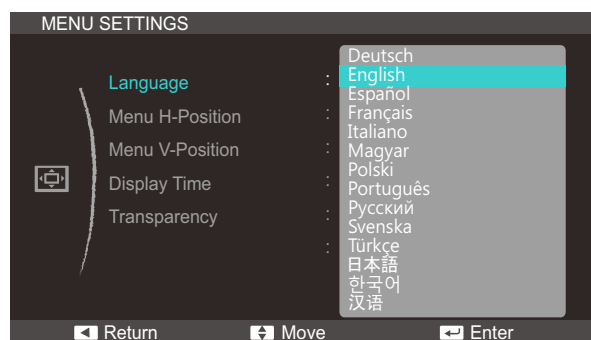 MENU SETTINGS
Language :
Menu H-Position :
Menu V-Position :
Display Time :
Transparency :
:
Deutsch
English
Español
Français
Italiano
Magyar
Polski
Português
Русский
Svenska
Türkçe
日本語
한국어
汉语
Return Move Enter